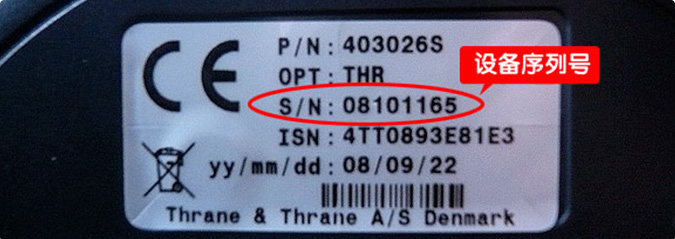 P/N: 403026S
设备序列号
OPT: THR
S/N: 08101165
ISN: 4TT0893E81E3
yy/mm/dd: 08/09/22
Thrane & Thrane A/S Denmark
CE